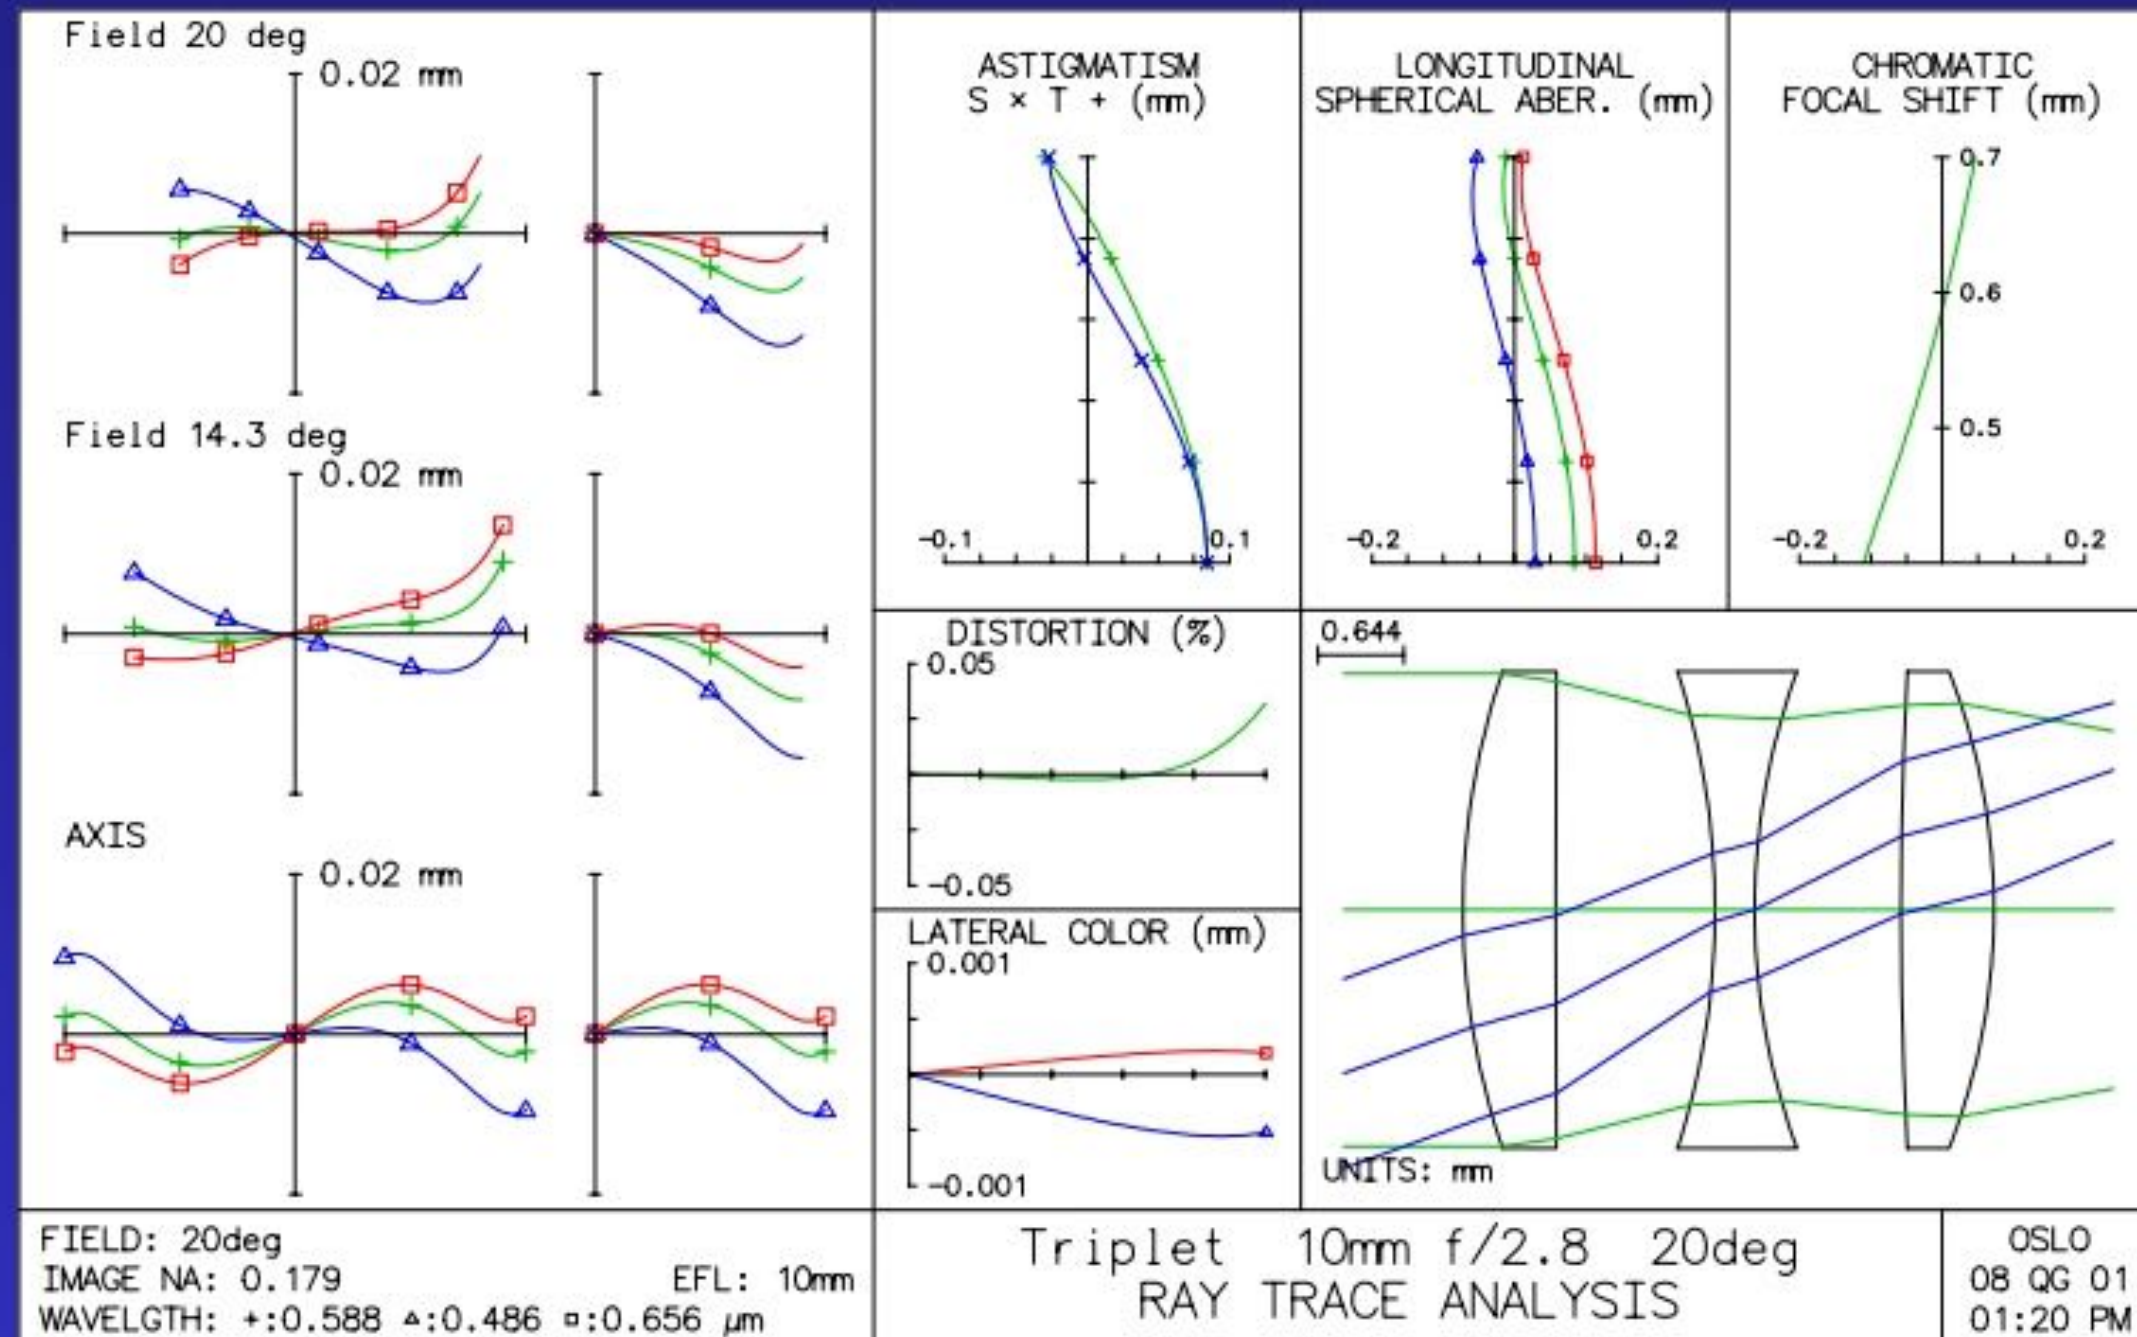 Field 20 deg
0.02 mm
Field 14.3 deg
0.02 mm
AXIS
0.02 mm
ASTIGMATISM
S × T + (mm)
-0.1
0.1
LONGITUDINAL
SPHERICAL ABER. (mm)
-0.2
0.2
CHROMATIC
FOCAL SHIFT (mm)
0.7
0.6
0.5
-0.2
0.2
DISTORTION (%)
0.05
-0.05
LATERAL COLOR (mm)
0.001
-0.001
0.644
UNITS: mm
FIELD: 20deg
IMAGE NA: 0.179 EFL: 10mm
WAVELGTH: +:0.588 ▵:0.486 ▫:0.656 µm
Triplet 10mm f/2.8 20deg
RAY TRACE ANALYSIS
OSLO
08 QG 01
01:20 PM